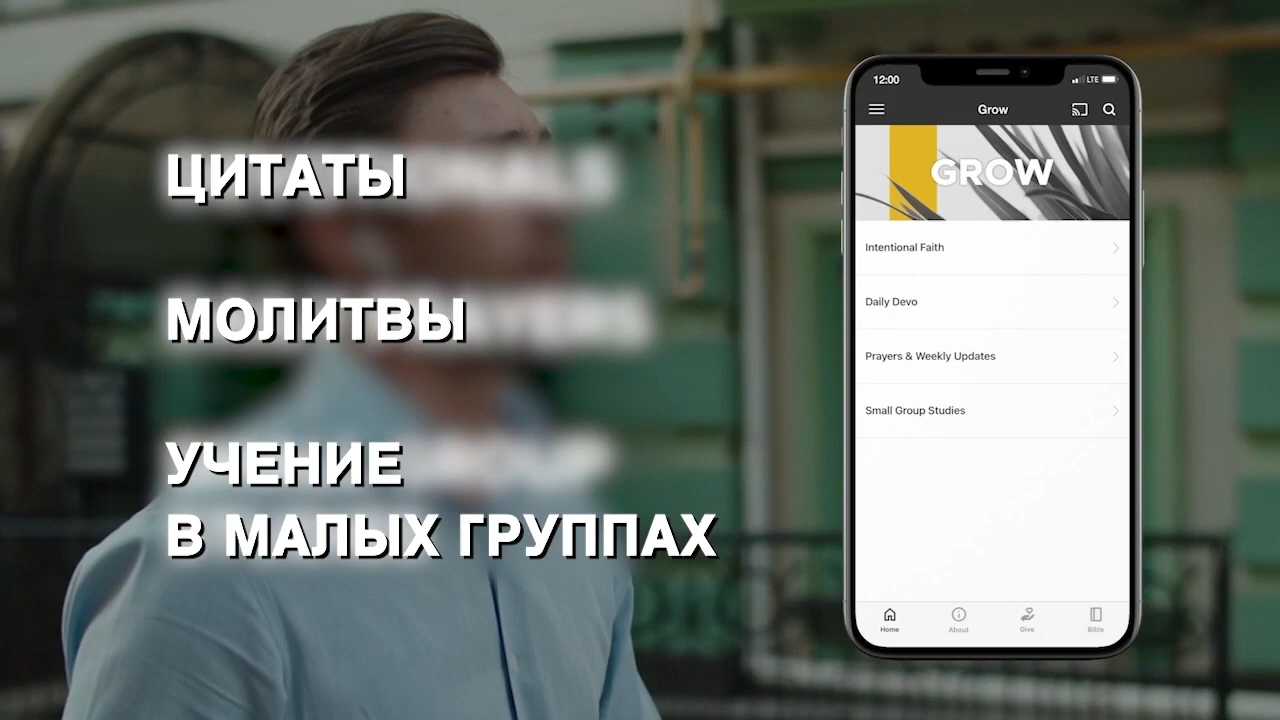 ЦИТАТЫ
МОЛИТВЫ
УЧЕНИЕ
В МАЛЫХ ГРУППАХ
12:00
LTE
Grow
GROW
Intentional Faith
Daily Devo
Prayers & Weekly Updates
Small Group Studies
Home
About
Give
Bible